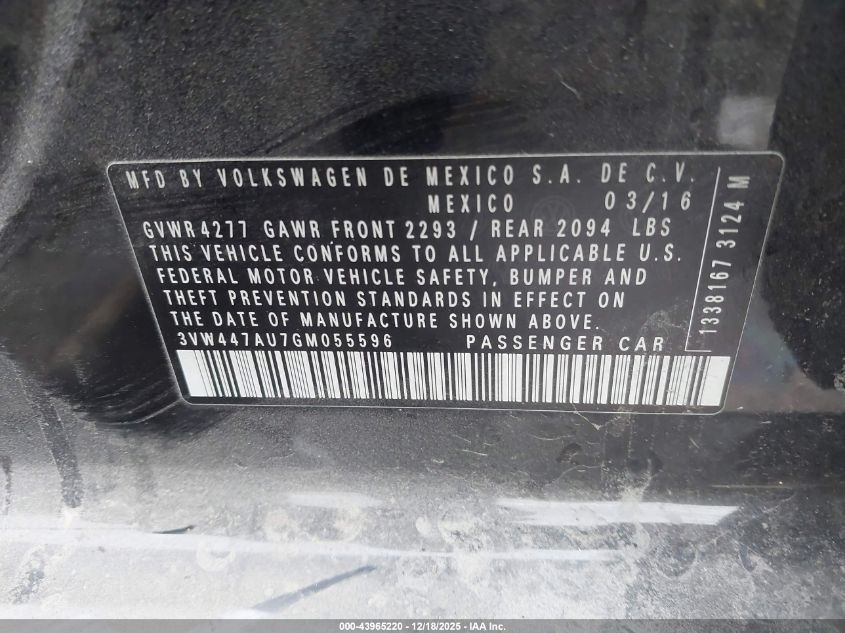 MFD BY VOLKSWAGEN DE MEXICO S.A. DE C.V.
MEXICO 03/16
GVWR 4277 GAWR FRONT 2293 / REAR 2094 LBS
THIS VEHICLE CONFORMS TO ALL APPLICABLE U.S.
FEDERAL MOTOR VEHICLE SAFETY, BUMPER AND
THEFT PREVENTION STANDARDS IN EFFECT ON
THE DATE OF MANUFACTURE SHOWN ABOVE.
3VW447AU7GM055596 PASSENGER CAR
1338167 3124 M
000-43965220 - 12/18/2025 - IAA Inc.